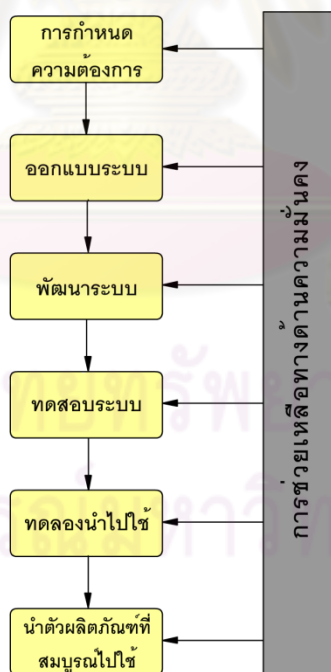 การกำหนด
ความต้องการ
ออกแบบระบบ
พัฒนาระบบ
ทดสอบระบบ
ทดลองนำไปใช้
นำตัวผลิตภัณฑ์ที่
สมบูรณ์ไปใช้
การช่วยเหลือทางด้านความมั่นคง